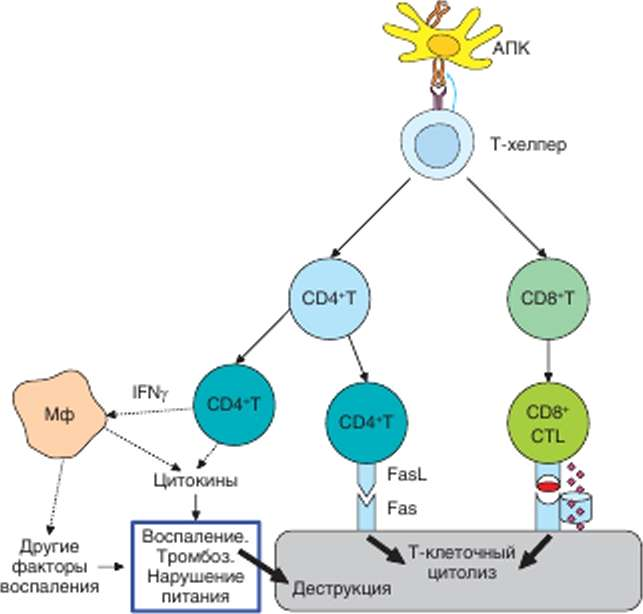 АПК
Т-хелпер
CD4⁺T
CD8⁺T
IFNγ
Мф
CD4⁺T
CD4⁺T
CD8⁺
CTL
Цитокины
FasL
Fas
Другие
факторы
воспаления
Воспаление.
Тромбоз.
Нарушение
питания
Деструкция
Т-клеточный
цитолиз